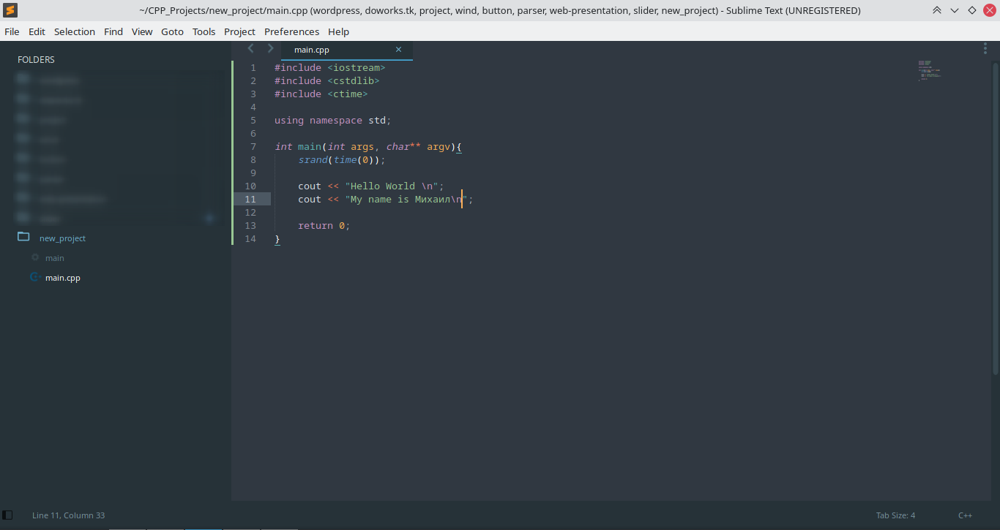 ~/CPP_Projects/new_project/main.cpp (wordpress, doworks.tk, project, wind, button, parser, web-presentation, slider, new_project) - Sublime Text (UNREGISTERED)
File Edit Selection Find View Goto Tools Project Preferences Help
FOLDERS
new_project
main
main.cpp
main.cpp ×
1 #include <iostream>
2 #include <cstdlib>
3 #include <ctime>
4
5 using namespace std;
6
7 int main(int args, char** argv){
8 srand(time(0));
9
10 cout << "Hello World \n";
11 cout << "My name is Михаил\n";
12
13 return 0;
14 }
Line 11, Column 33
Tab Size: 4
C++